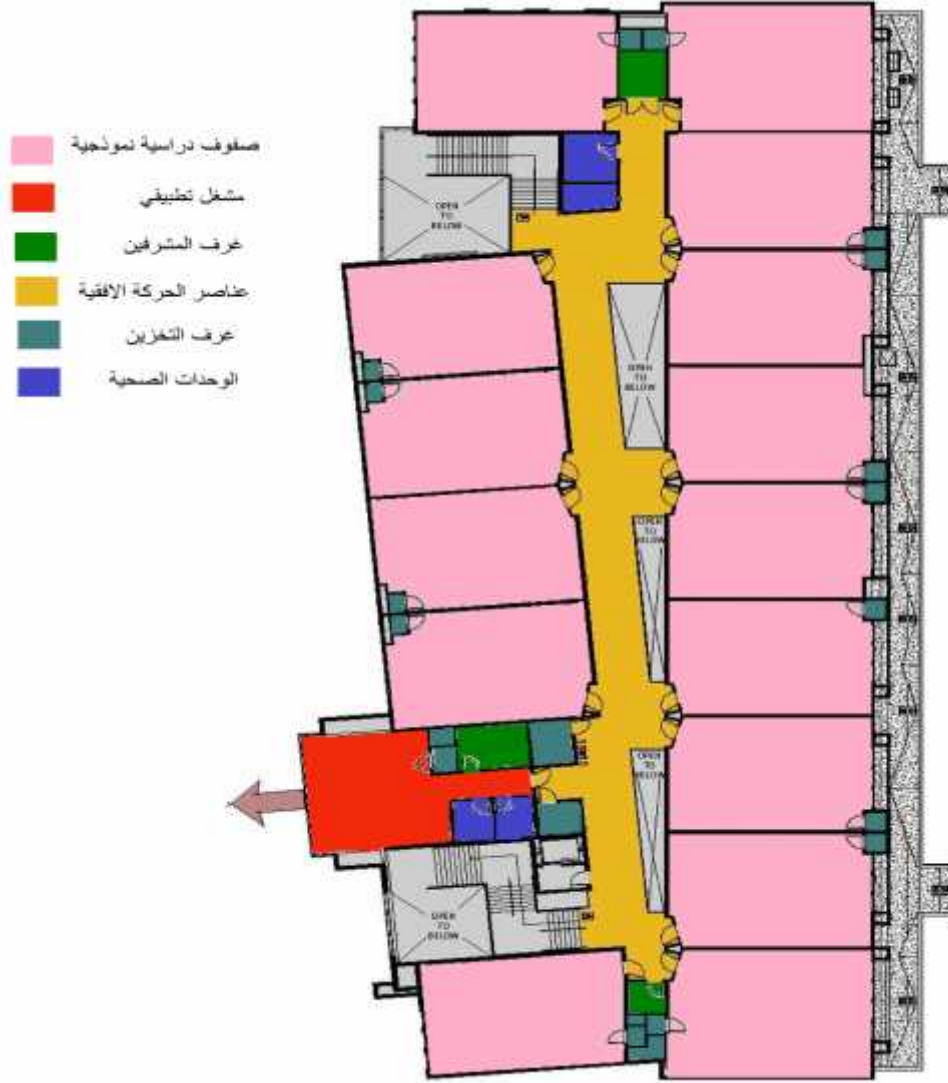 صفوف دراسية نموذجية
مشغل تطبيقي
غرف المشرفين
عناصر الحركة الافقية
غرف التخزين
الوحدات الصحية
OPEN
TO
BELOW
OPEN
TO
BELOW
OPEN
TO
BELOW
OPEN
TO
BELOW
OPEN
TO
BELOW